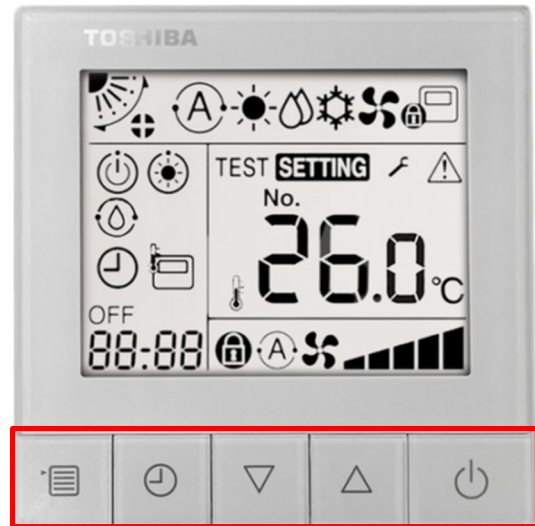 TOSHIBA
A
TEST SETTING
No.
26.0°C
OFF
88:88 A